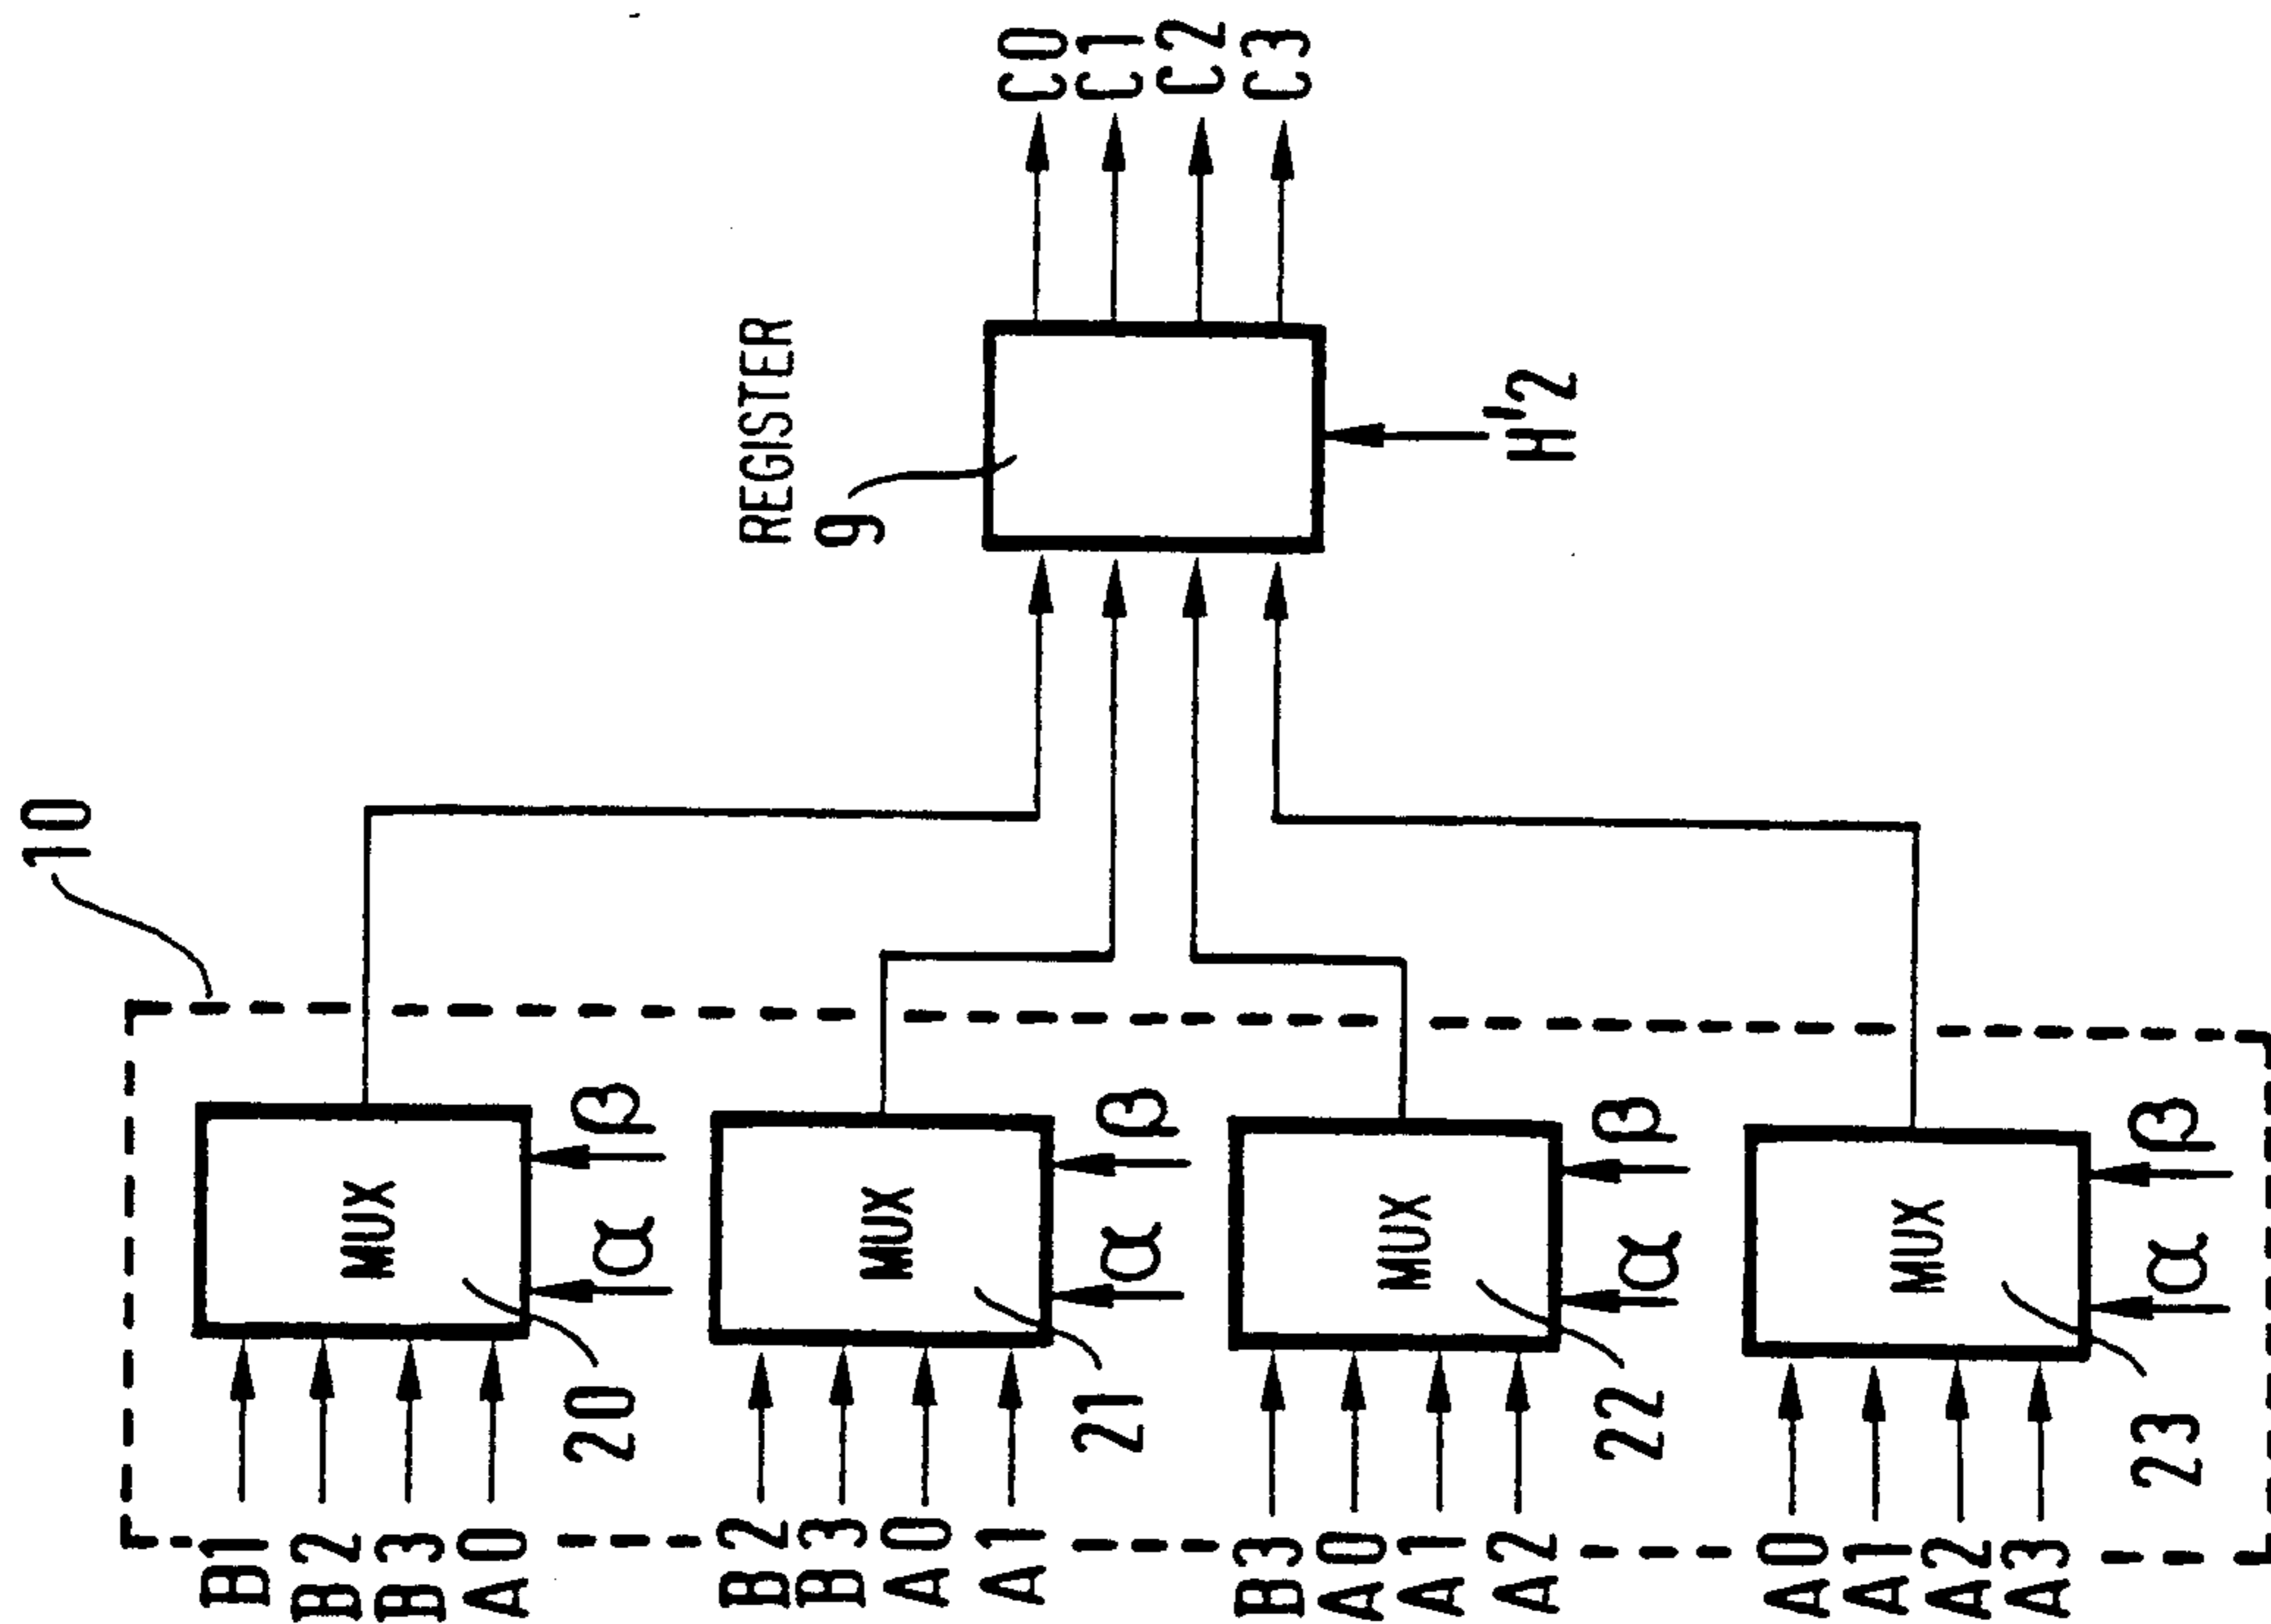 10
B1
B2
B3
A0
MUX
α β
20
B2
B3
A0
A1
MUX
α β
21
B3
A0
A1
A2
MUX
α β
22
A0
A1
A2
A3
MUX
α β
23
REGISTER
9
H'2
C0
C1
C2
C3